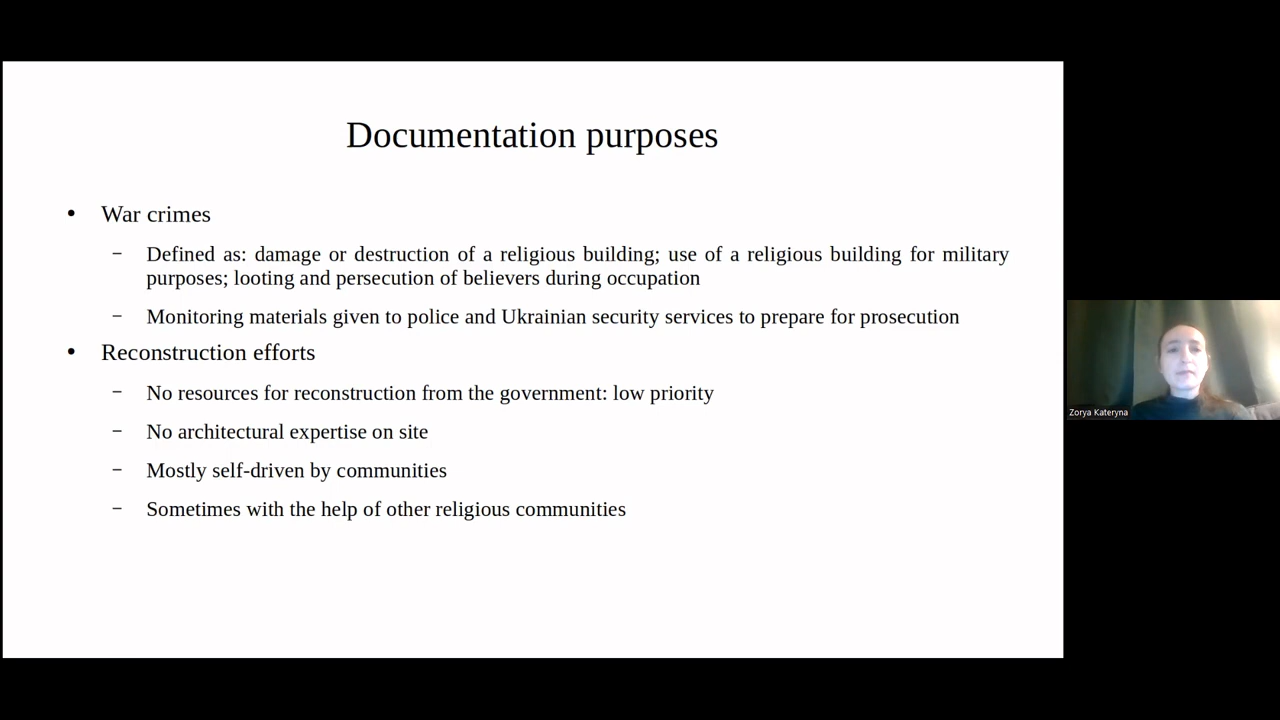 Documentation purposes
• War crimes
– Defined as: damage or destruction of a religious building; use of a religious building for military
purposes; looting and persecution of believers during occupation
– Monitoring materials given to police and Ukrainian security services to prepare for prosecution
• Reconstruction efforts
– No resources for reconstruction from the government: low priority
– No architectural expertise on site
– Mostly self-driven by communities
– Sometimes with the help of other religious communities
Zorya Kateryna